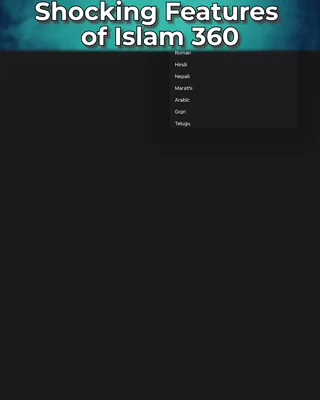 Shocking Features
of Islam 360
Roman
Hindi
Nepali
Marathi
Arabic
Gojri
Telugu